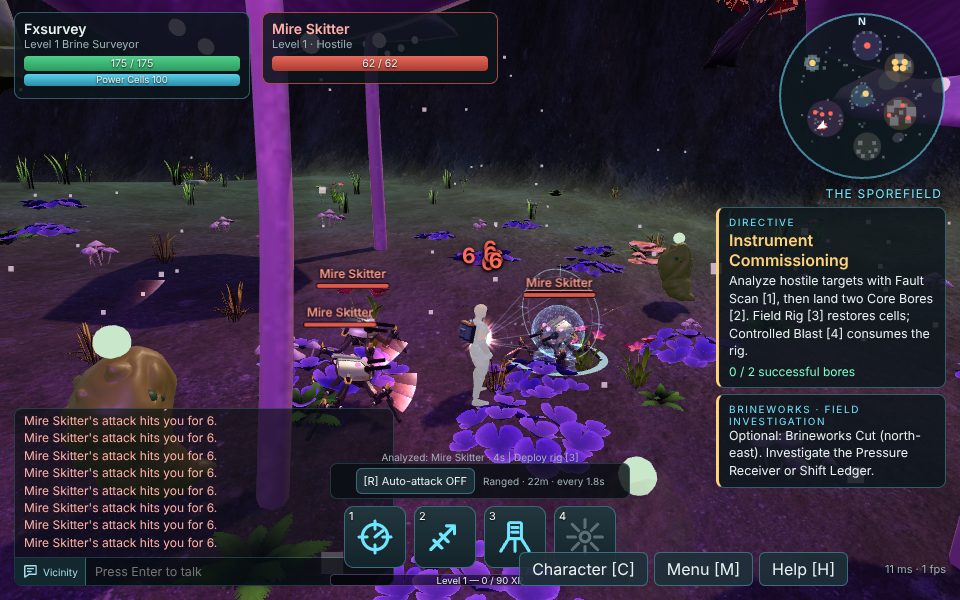 Fxsurvey
Level 1 Brine Surveyor
175 / 175
Power Cells 100
Mire Skitter
Level 1 · Hostile
62 / 62
N
THE SPOREFIELD
DIRECTIVE
Instrument
Commissioning
Analyze hostile targets with Fault
Scan [1], then land two Core Bores
[2]. Field Rig [3] restores cells;
Controlled Blast [4] consumes the
rig.
0 / 2 successful bores
BRINEWORKS · FIELD
INVESTIGATION
Optional: Brineworks Cut (north-
east). Investigate the Pressure
Receiver or Shift Ledger.
6 6 6 6
Mire Skitter
Mire Skitter
Mire Skitter
Mire Skitter's attack hits you for 6.
Mire Skitter's attack hits you for 6.
Mire Skitter's attack hits you for 6.
Mire Skitter's attack hits you for 6.
Mire Skitter's attack hits you for 6.
Mire Skitter's attack hits you for 6.
Mire Skitter's attack hits you for 6.
Mire Skitter's attack hits you for 6.
Vicinity
Press Enter to talk
Analyzed: Mire Skitter · 4s | Deploy rig [3]
[R] Auto-attack OFF
Ranged · 22m · every 1.8s
1
2
3
4
Level 1 — 0 / 90
Character [C]
Menu [M]
Help [H]
11 ms · 1 fps